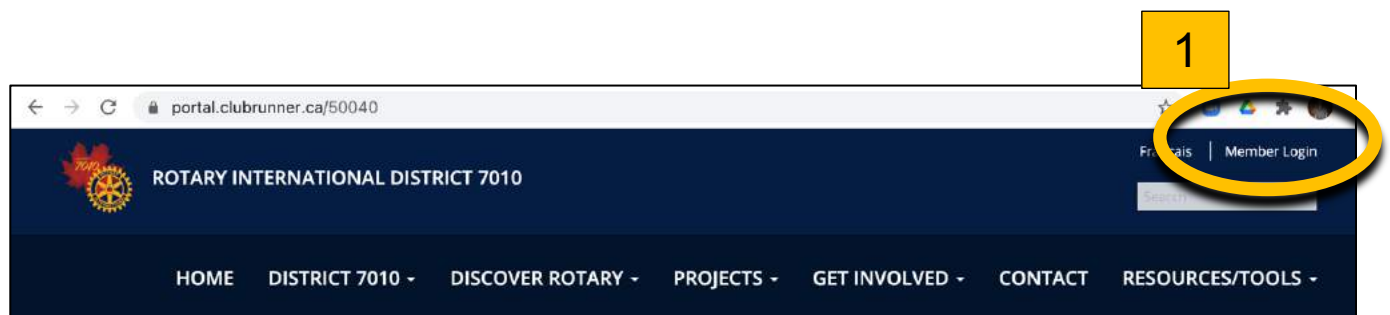 1
portal.clubrunner.ca/50040
Member Login
7010
ROTARY INTERNATIONAL DISTRICT 7010
HOME DISTRICT 7010 DISCOVER ROTARY PROJECTS GET INVOLVED CONTACT RESOURCES/TOOLS